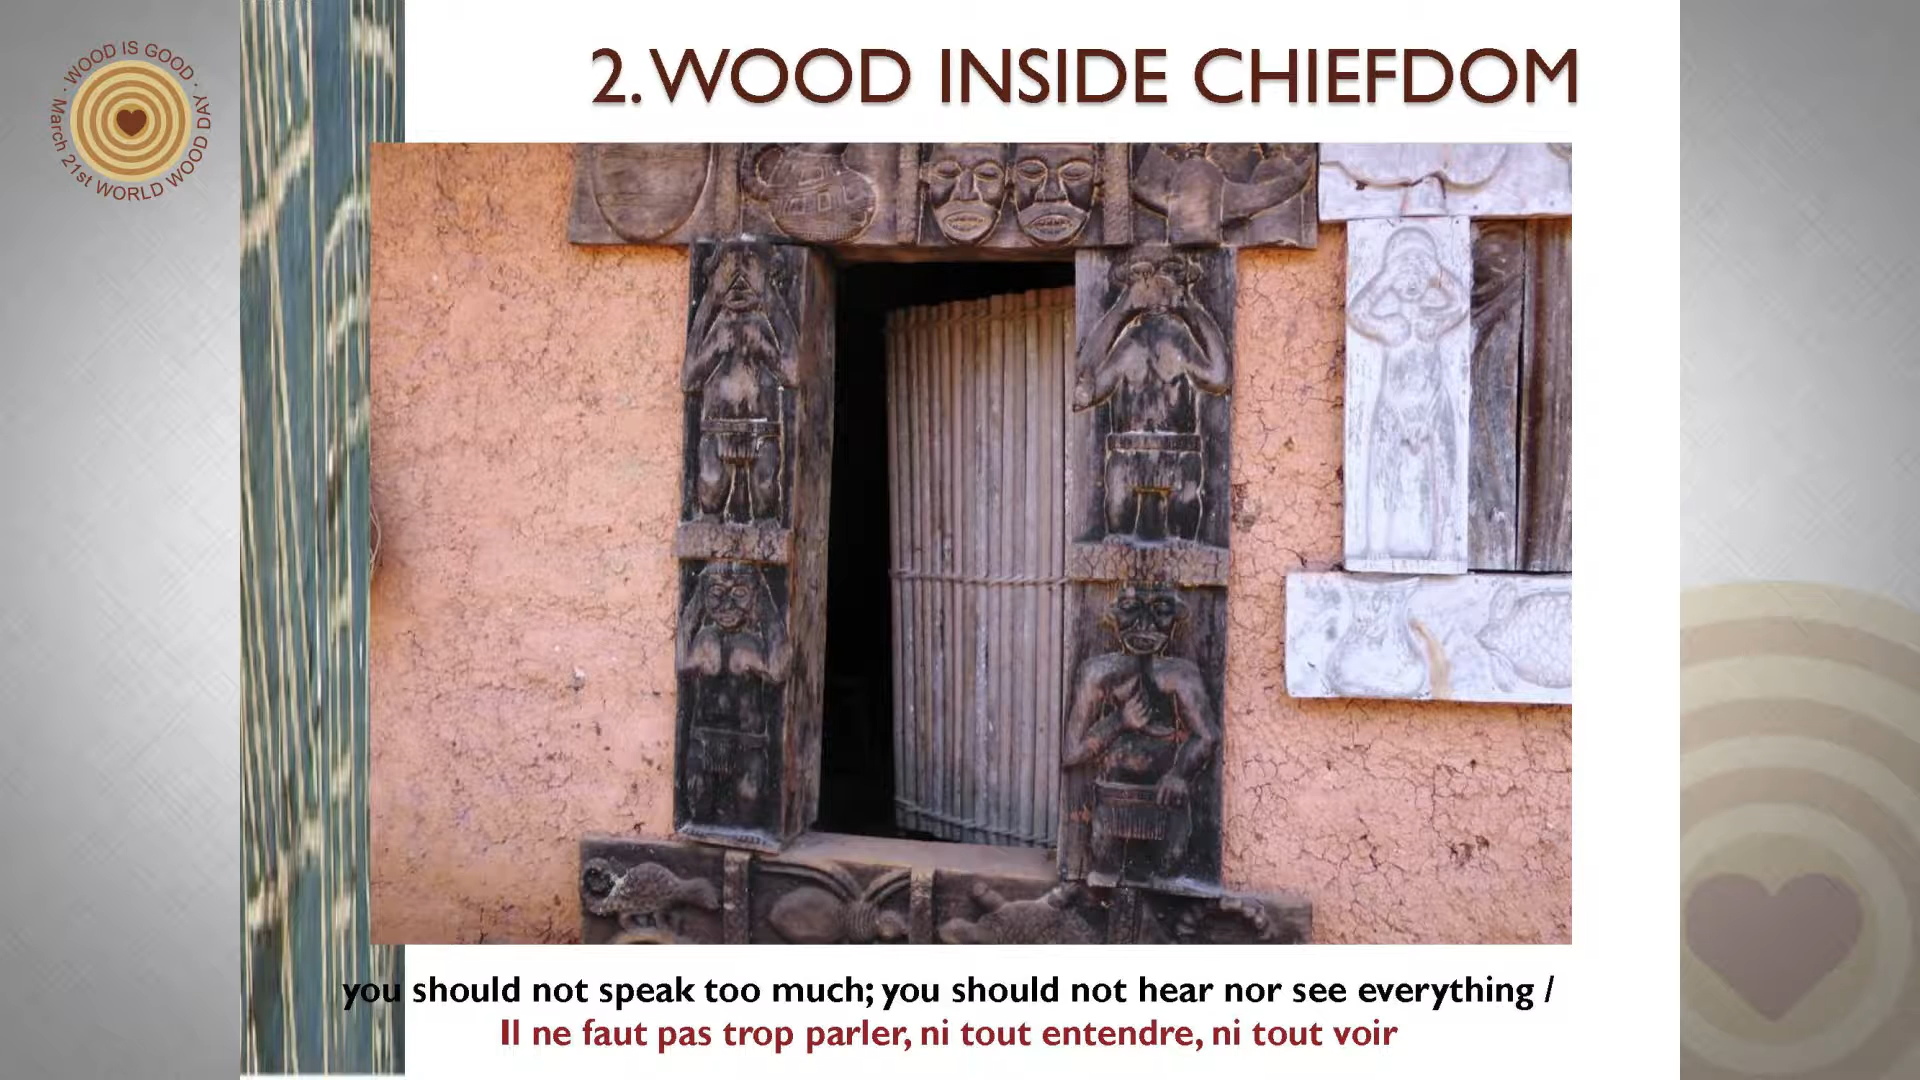 WOOD IS GOOD · March 21st WORLD WOOD DAY ·
2. WOOD INSIDE CHIEFDOM
you should not speak too much; you should not hear nor see everything /
Il ne faut pas trop parler, ni tout entendre, ni tout voir